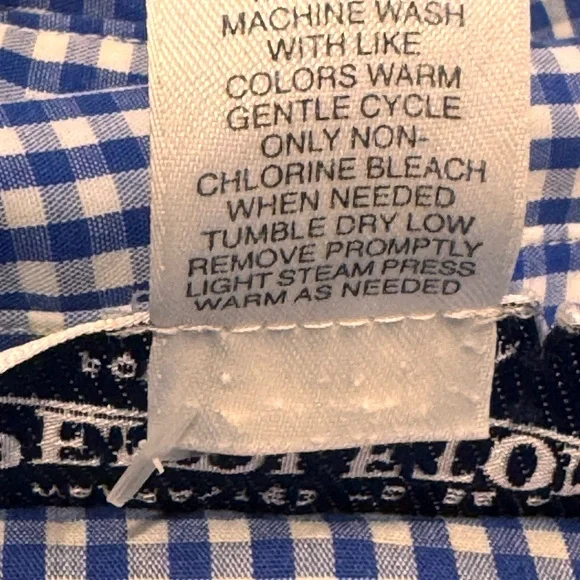 MACHINE WASH
WITH LIKE
COLORS WARM
GENTLE CYCLE
ONLY NON-
CHLORINE BLEACH
WHEN NEEDED
TUMBLE DRY LOW
REMOVE PROMPTLY
LIGHT STEAM PRESS
WARM AS NEEDED